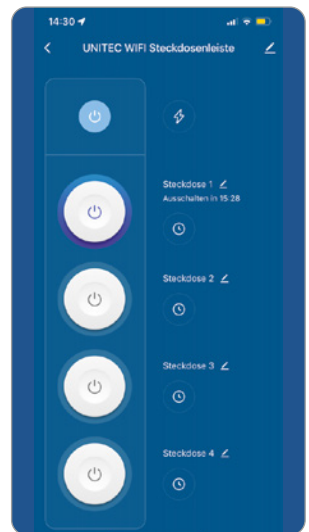 14:30
UNITEC WIFI Steckdosenleiste
Steckdose 1
Ausschalten in 15:28
Steckdose 2
Steckdose 3
Steckdose 4